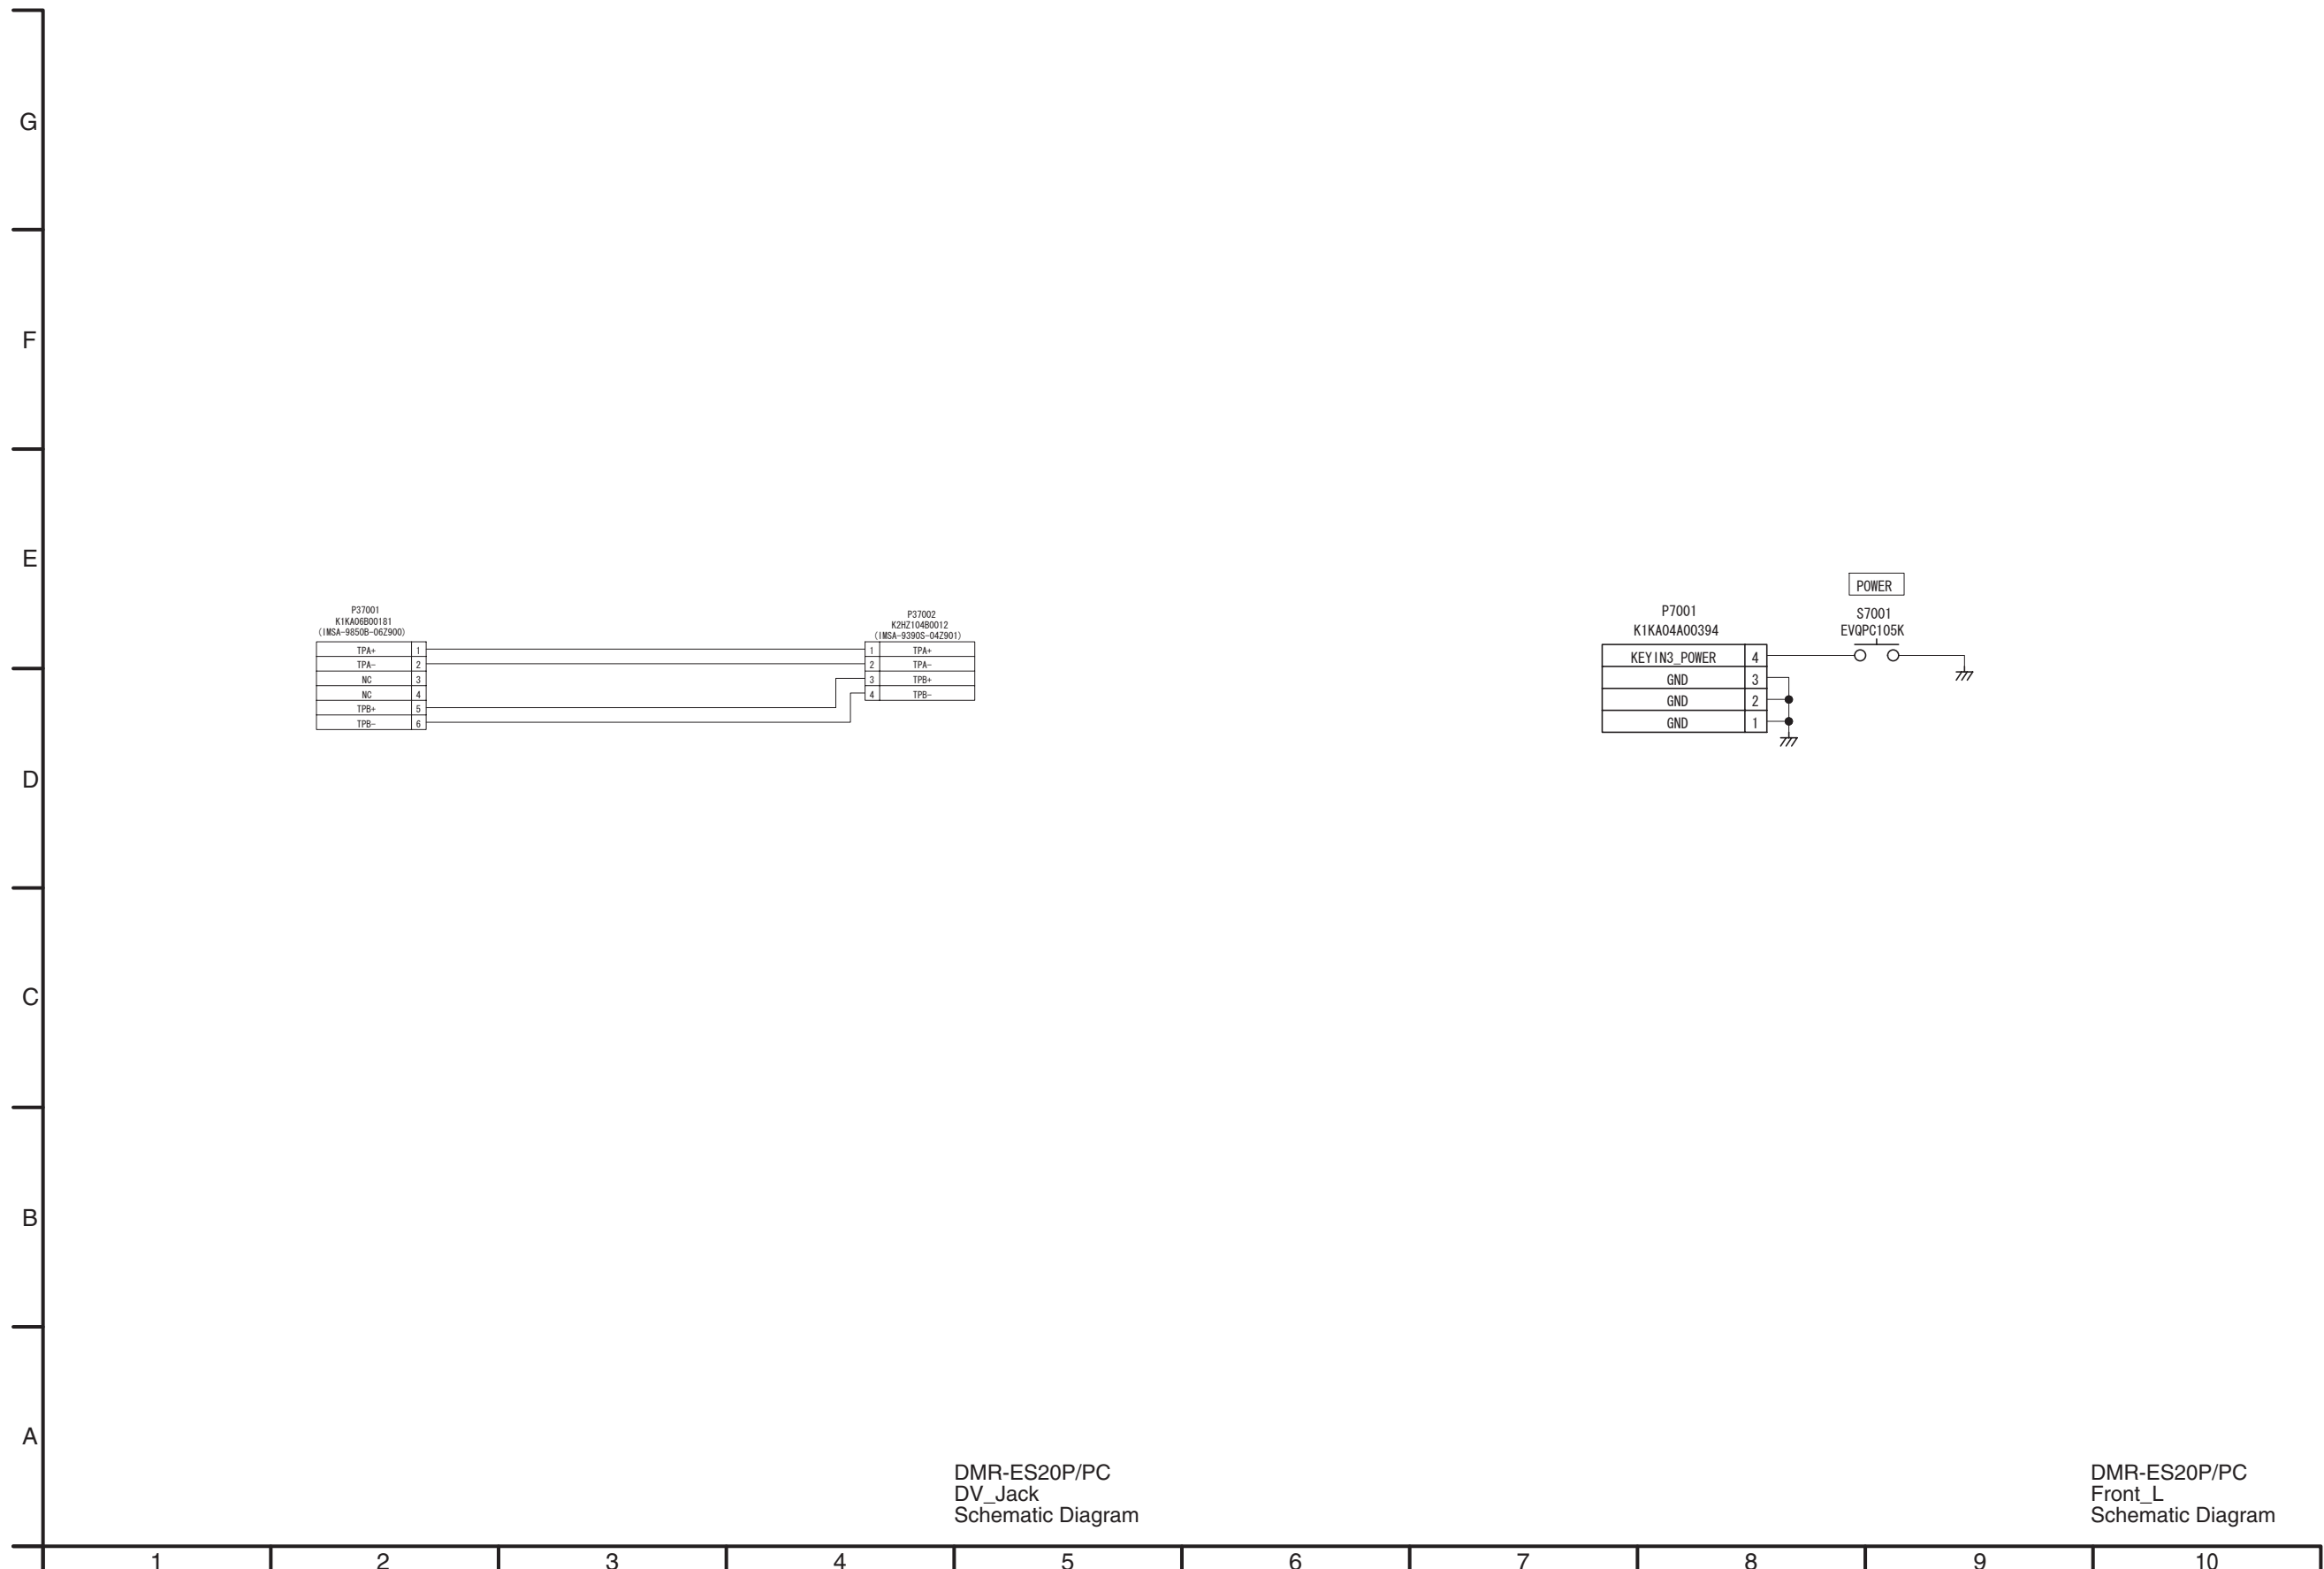 G
F
E
D
C
B
A
P37001
K1KA06B00181
(IMSA-9850B-06Z900)
TPA+ 1
TPA- 2
NC 3
NC 4
TPB+ 5
TPB- 6
P37002
K2HZ104B0012
(IMSA-9390S-04Z901)
1 TPA+
2 TPA-
3 TPB+
4 TPB-
P7001
K1KA04A00394
KEYIN3_POWER 4
GND 3
GND 2
GND 1
POWER
S7001
EVQPC105K
DMR-ES20P/PC
DV_Jack
Schematic Diagram
DMR-ES20P/PC
Front_L
Schematic Diagram
1 2 3 4 5 6 7 8 9 10